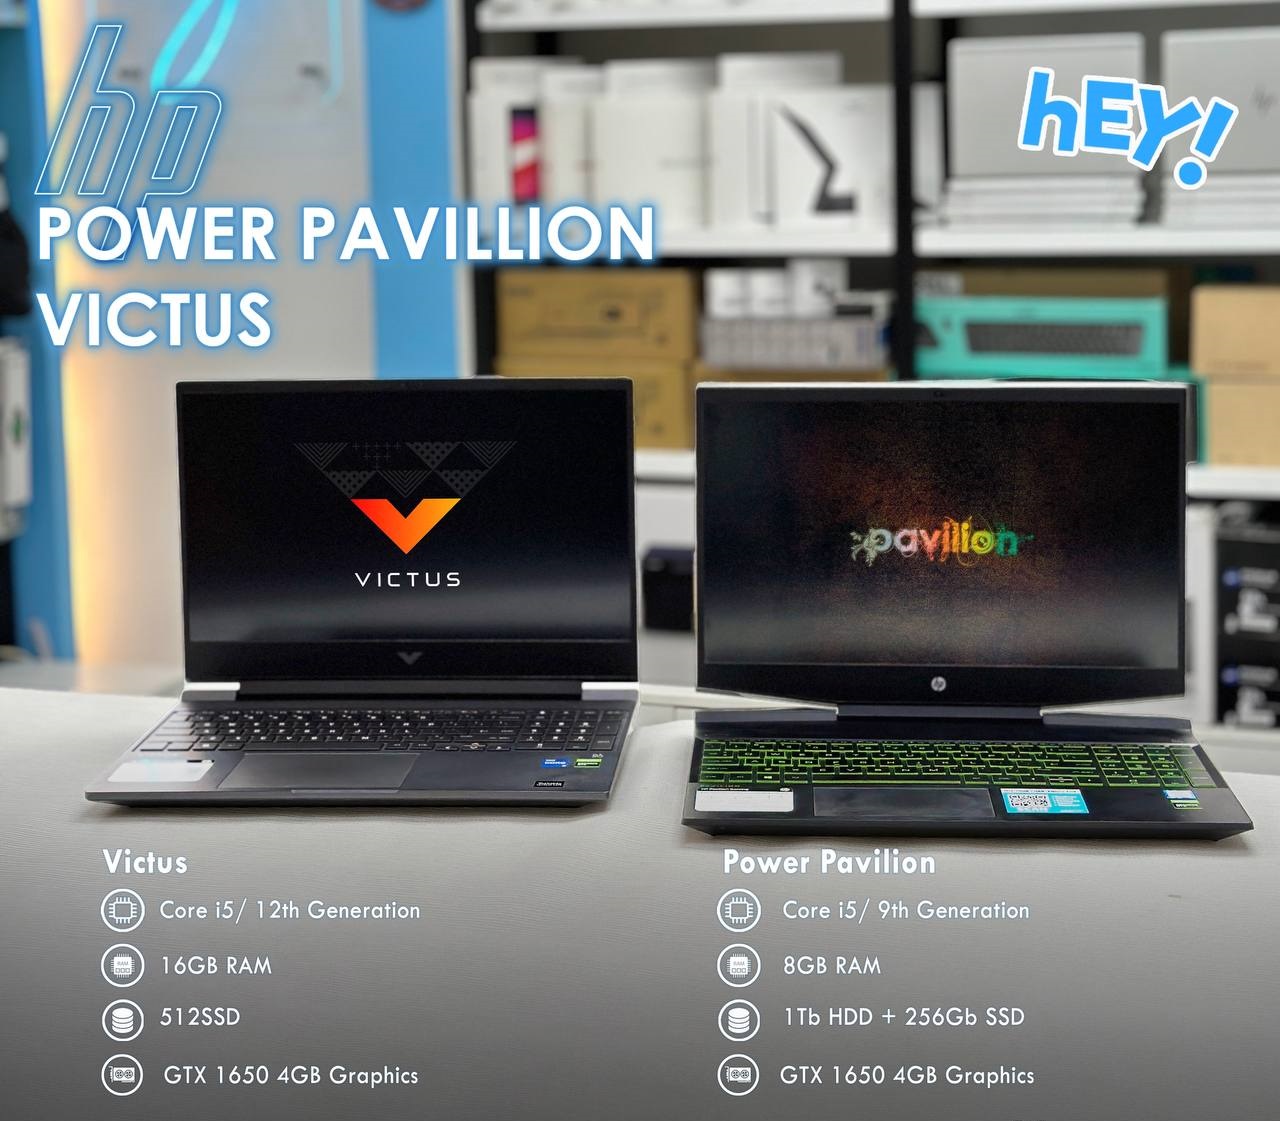 hp
hEY!
POWER PAVILLION
VICTUS
VICTUS
pavilion
hp
Victus
Core i5/ 12th Generation
16GB RAM
512SSD
GTX 1650 4GB Graphics
Power Pavilion
Core i5/ 9th Generation
8GB RAM
1Tb HDD + 256Gb SSD
GTX 1650 4GB Graphics